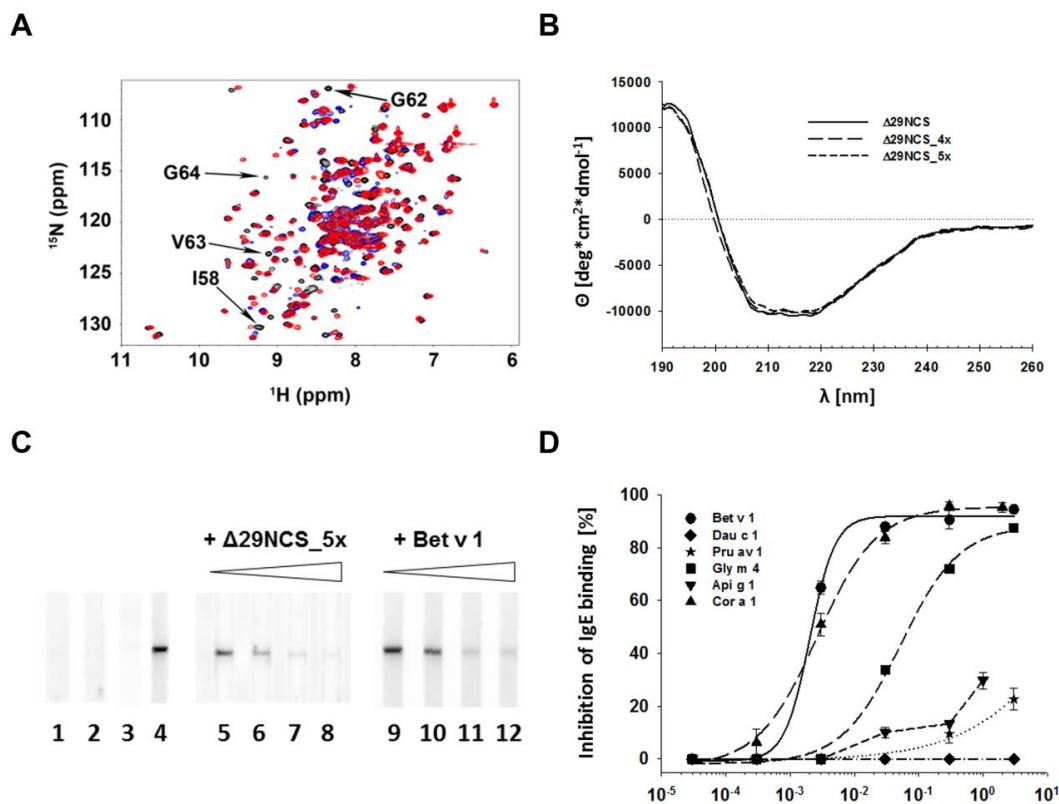 A
B
G62
G64
V63
I58
110
115
120
125
130
¹⁵N (ppm)
11 10 9 8 7 6
¹H (ppm)
15000
10000
5000
0
-5000
-10000
Θ [deg*cm²*dmol⁻¹]
Δ29NCS
Δ29NCS_4x
Δ29NCS_5x
190 200 210 220 230 240 250 260
λ [nm]
C
D
+ Δ29NCS_5x
+ Bet v 1
1 2 3 4 5 6 7 8 9 10 11 12
Inhibition of IgE binding [%]
100
80
60
40
20
0
Bet v 1
Dau c 1
Pru av 1
Gly m 4
Api g 1
Cor a 1
10⁻⁵ 10⁻⁴ 10⁻³ 10⁻² 10⁻¹ 10⁰ 10¹